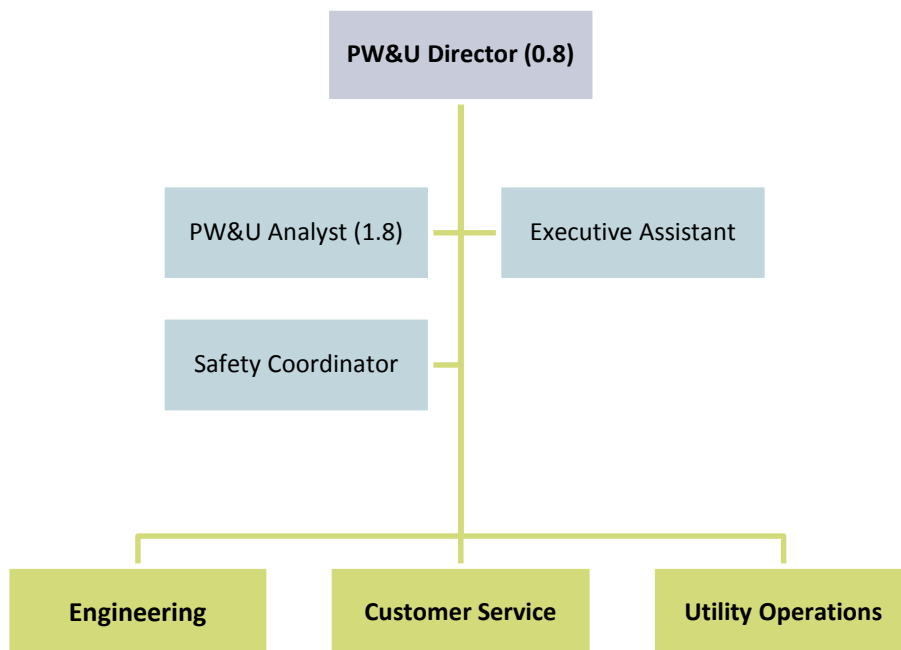 PW&U Director (0.8)
PW&U Analyst (1.8)
Executive Assistant
Safety Coordinator
Engineering
Customer Service
Utility Operations